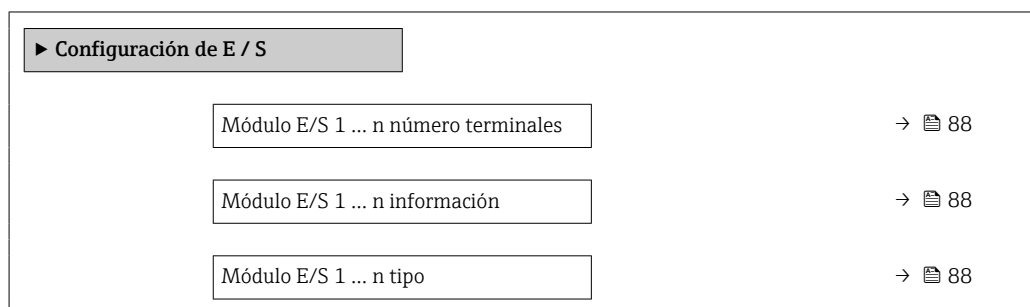 ▶ Configuración de E / S
Módulo E/S 1 ... n número terminales → 88
Módulo E/S 1 ... n información → 88
Módulo E/S 1 ... n tipo → 88